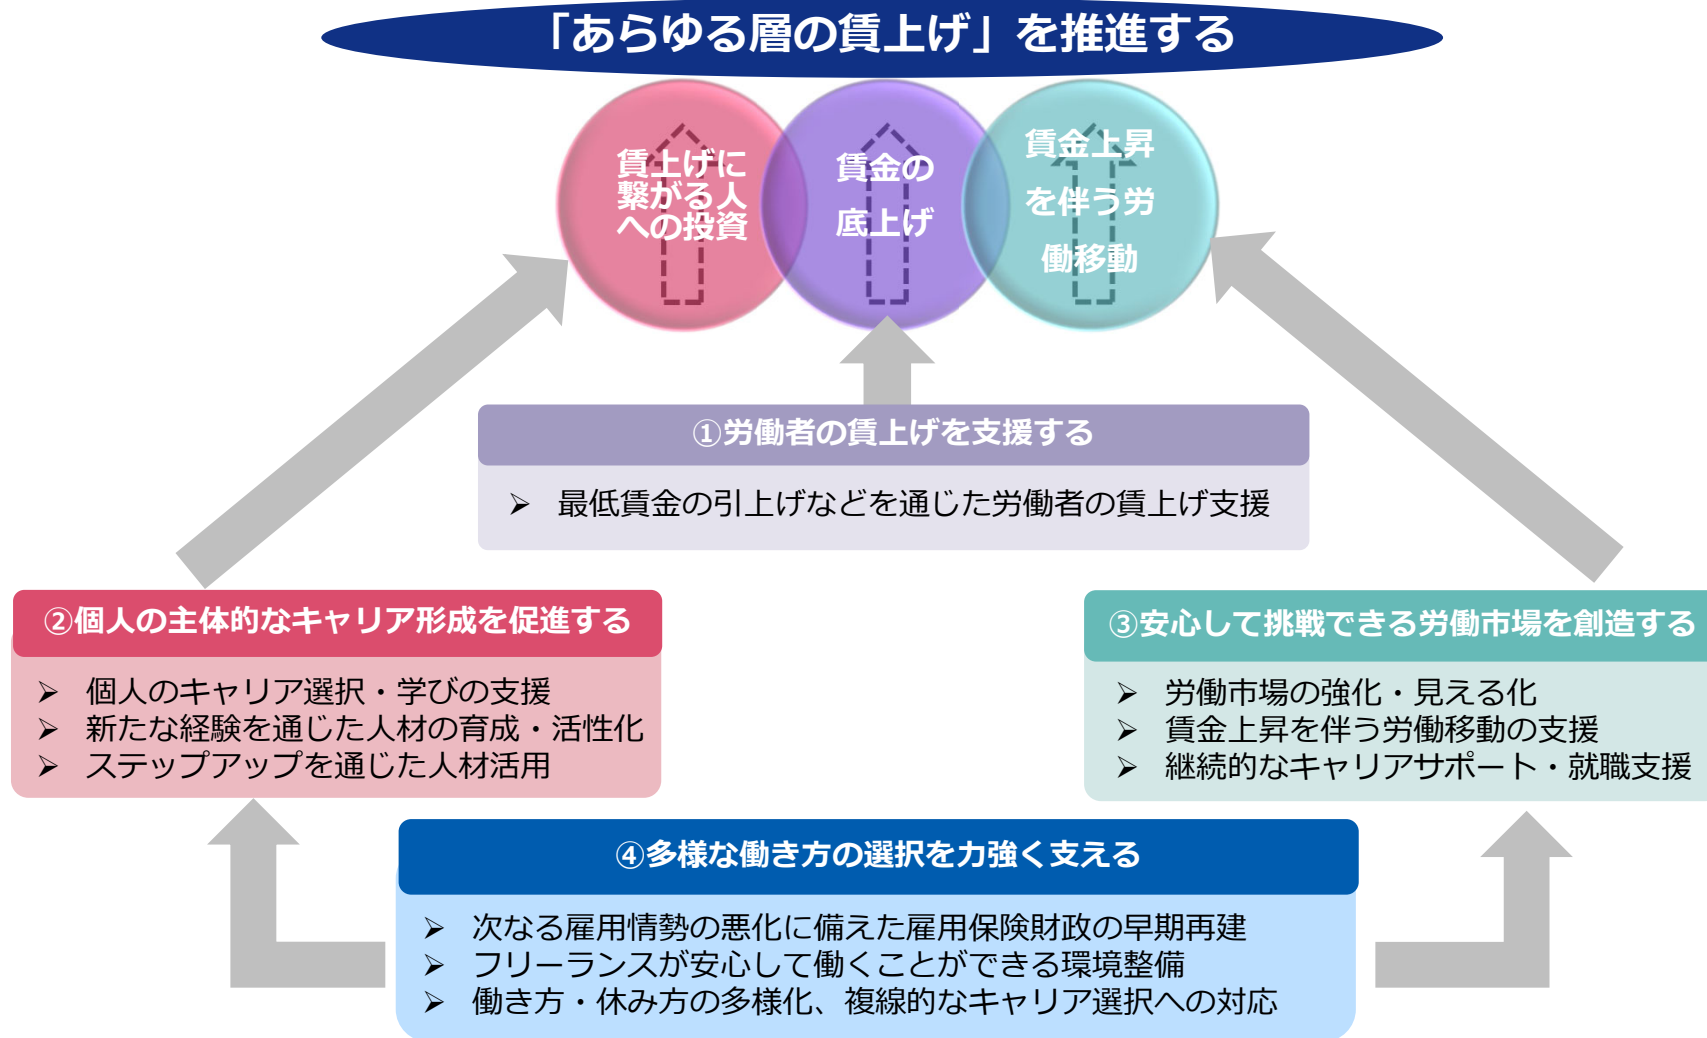 「あらゆる層の賃上げ」を推進する
賃上げに
繋がる人
への投資
賃金の
底上げ
賃金上昇
を伴う労
働移動
①労働者の賃上げを支援する
➢ 最低賃金の引上げなどを通じた労働者の賃上げ支援
②個人の主体的なキャリア形成を促進する
➢ 個人のキャリア選択・学びの支援
➢ 新たな経験を通じた人材の育成・活性化
➢ ステップアップを通じた人材活用
③安心して挑戦できる労働市場を創造する
➢ 労働市場の強化・見える化
➢ 賃金上昇を伴う労働移動の支援
➢ 継続的なキャリアサポート・就職支援
④多様な働き方の選択を力強く支える
➢ 次なる雇用情勢の悪化に備えた雇用保険財政の早期再建
➢ フリーランスが安心して働くことができる環境整備
➢ 働き方・休み方の多様化、複線的なキャリア選択への対応